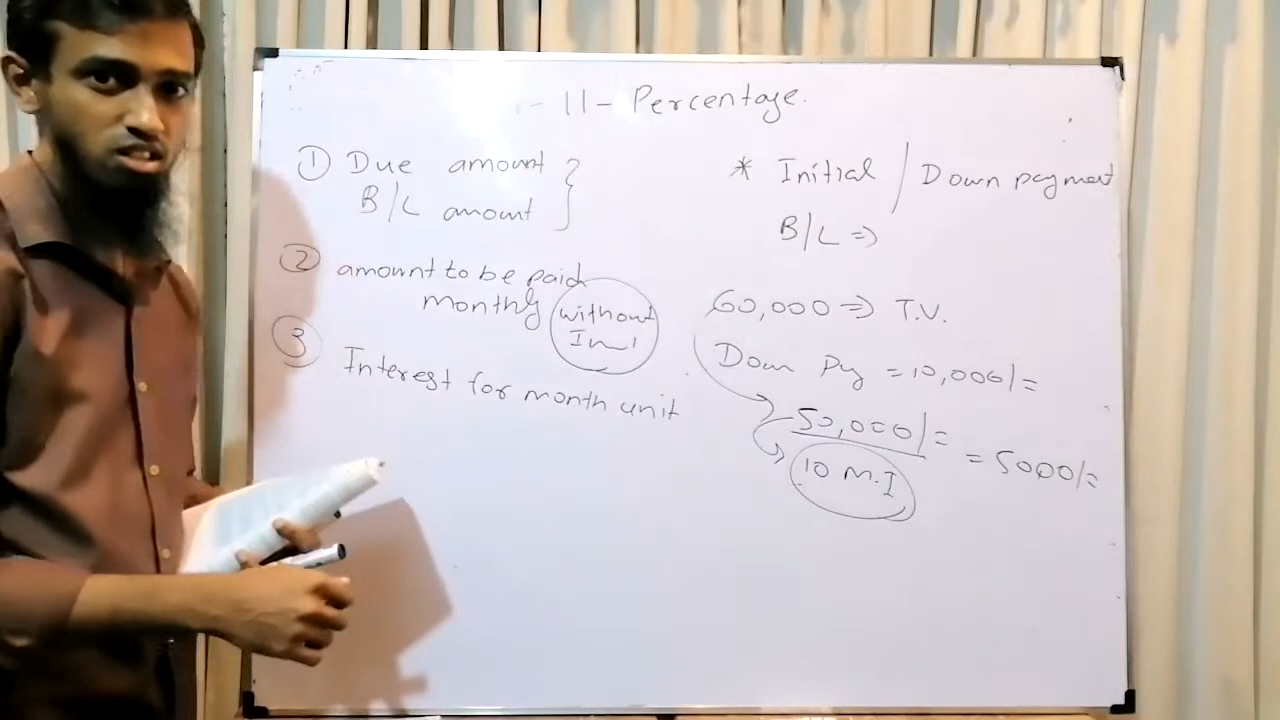 - 11 - Percentage.
① Due amount
B/L amount
② amount to be paid
monthly without
Int
③ Interest for month unit
* Initial / Down payment
B/L ⇒
60,000 ⇒ T.V.
Down Py = 10,000/=
50,000/=
10 M.I
= 5000/=